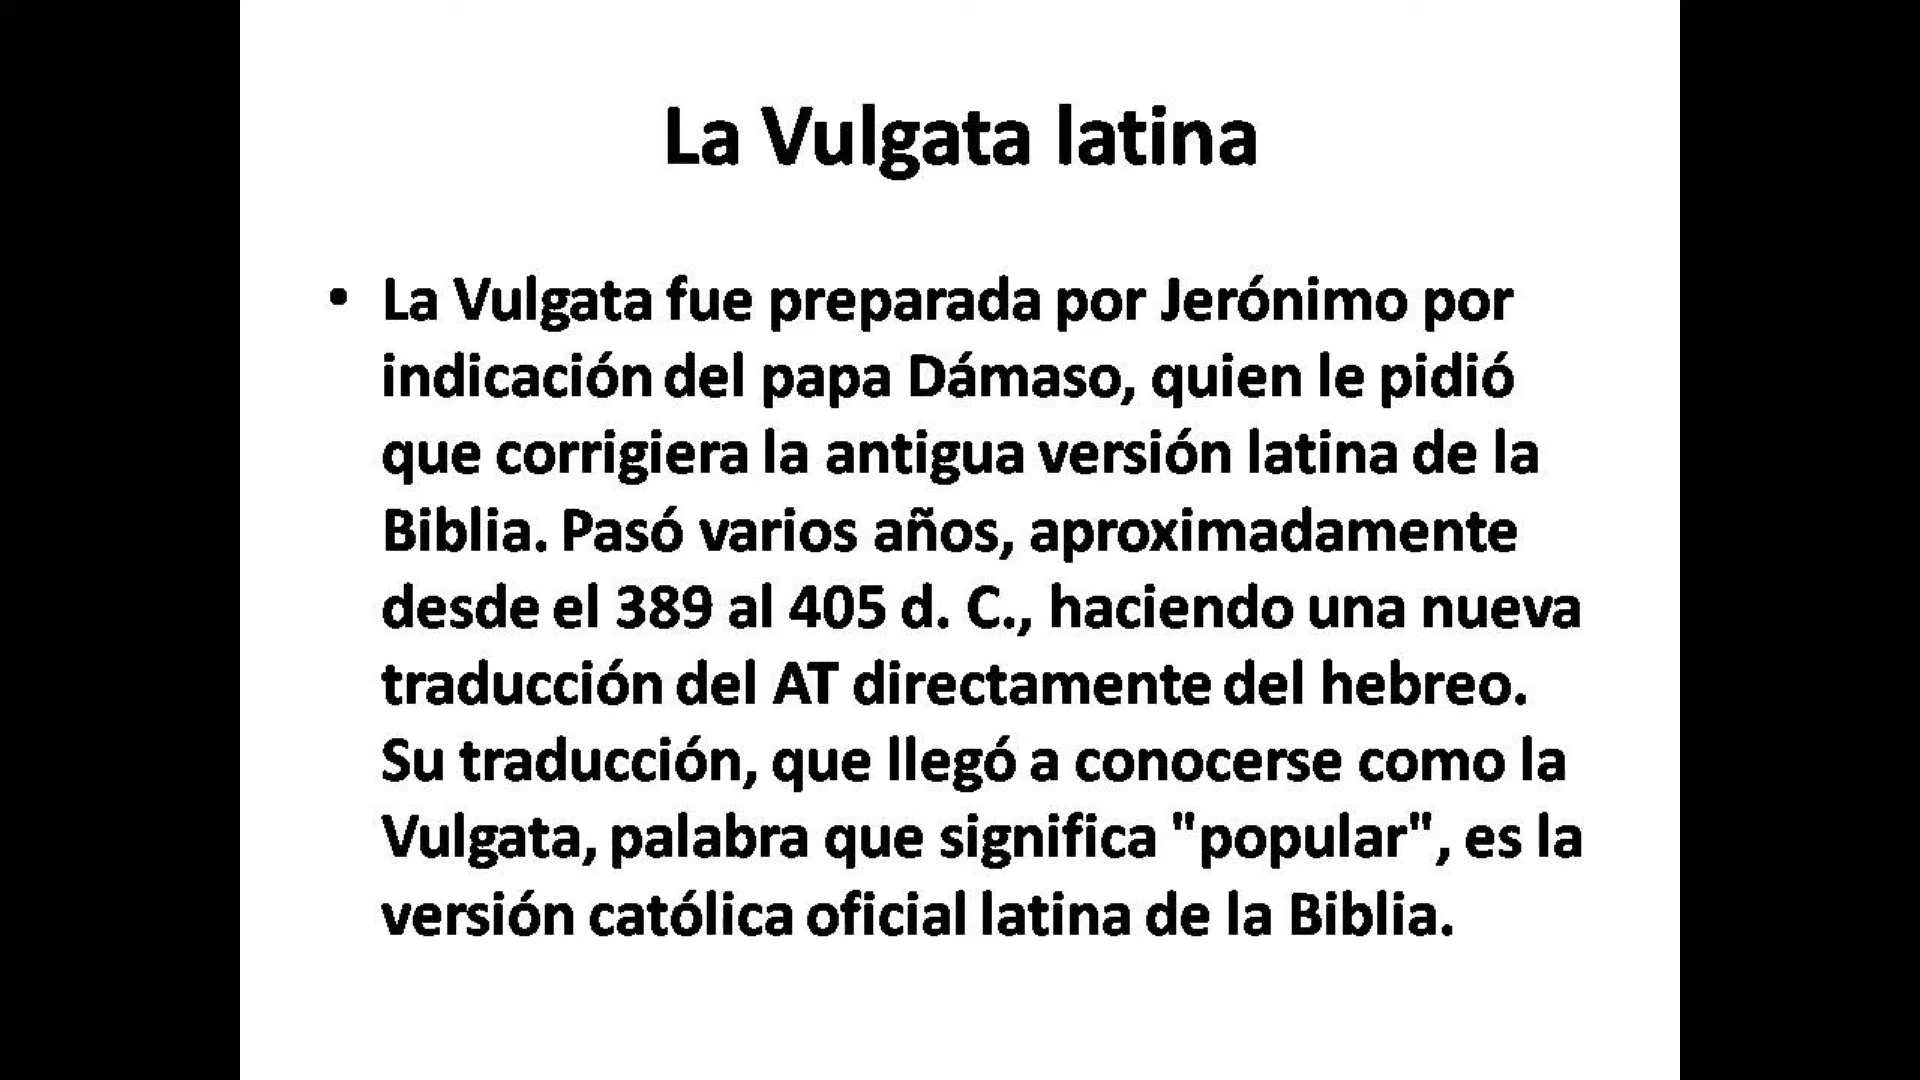 La Vulgata latina
• La Vulgata fue preparada por Jerónimo por
indicación del papa Dámaso, quien le pidió
que corrigiera la antigua versión latina de la
Biblia. Pasó varios años, aproximadamente
desde el 389 al 405 d. C., haciendo una nueva
traducción del AT directamente del hebreo.
Su traducción, que llegó a conocerse como la
Vulgata, palabra que significa "popular", es la
versión católica oficial latina de la Biblia.